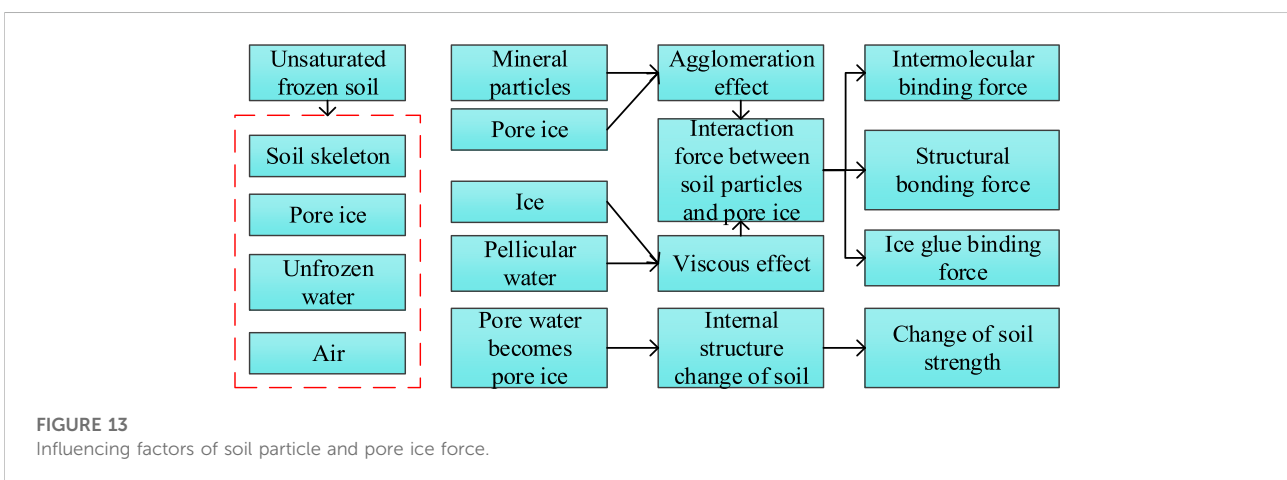 Unsaturated
frozen soil
Soil skeleton
Pore ice
Unfrozen
water
Air
Mineral
particles
Pore ice
Ice
Pellicular
water
Pore water
becomes
pore ice
Agglomeration
effect
Interaction
force between
soil particles
and pore ice
Viscous effect
Internal
structure
change of soil
Intermolecular
binding force
Structural
bonding force
Ice glue binding
force
Change of soil
strength
FIGURE 13
Influencing factors of soil particle and pore ice force.